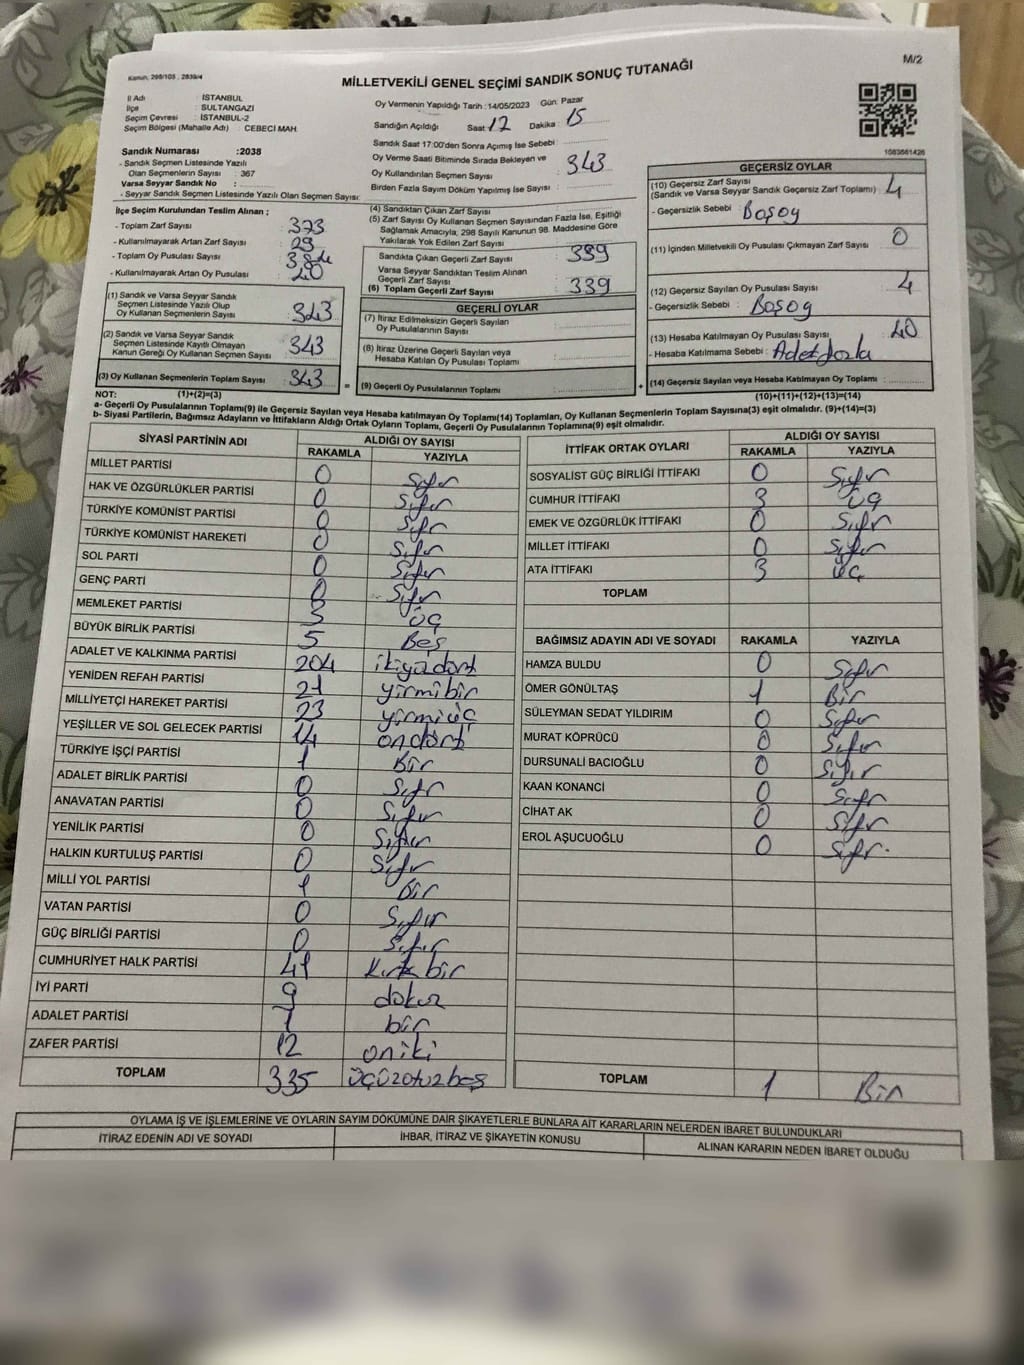 Kanun, 298/105 , 2839/4
M/2
MİLLETVEKİLİ GENEL SEÇİMİ SANDIK SONUÇ TUTANAĞI
İl Adı : İSTANBUL
İlçe : SULTANGAZİ
Seçim Çevresi : İSTANBUL-2
Seçim Bölgesi (Mahalle Adı) : CEBECİ MAH.
Sandık Numarası :2038
- Sandık Seçmen Listesinde Yazılı
Olan Seçmenlerin Sayısı : 367
Varsa Seyyar Sandık No :
- Seyyar Sandık Seçmen Listesinde Yazılı Olan Seçmen Sayısı:
Oy Vermenin Yapıldığı Tarih :14/05/2023 Gün: Pazar
Sandığın Açıldığı Saat: 12 Dakika: 15
Sandık Saat 17:00'den Sonra Açımış İse Sebebi :
Oy Verme Saati Bitiminde Sırada Bekleyen ve
Oy Kullandırılan Seçmen Sayısı : 343
Birden Fazla Sayım Döküm Yapılmış İse Sayısı :
1083681426
İlçe Seçim Kurulundan Teslim Alınan ;
- Toplam Zarf Sayısı : 373
- Kullanılmayarak Artan Zarf Sayısı : 29
- Toplam Oy Pusulası Sayısı :
- Kullanılmayarak Artan Oy Pusulası : 20
(1) Sandık ve Varsa Seyyar Sandık
Seçmen Listesinde Yazılı Olup
Oy Kullanan Seçmenlerin Sayısı : 343
(2) Sandık ve Varsa Seyyar Sandık
Seçmen Listesinde Kayıtlı Olmayan
Kanun Gereği Oy Kullanan Seçmen Sayısı : 343
(3) Oy Kullanan Seçmenlerin Toplam Sayısı : 343
(4) Sandıktan Çıkan Zarf Sayısı :
(5) Zarf Sayısı Oy Kullanan Seçmen Sayısından Fazla İse, Eşitliği
Sağlamak Amacıyla, 298 Sayılı Kanunun 98. Maddesine Göre
Yakılarak Yok Edilen Zarf Sayısı :
Sandıkta Çıkan Geçerli Zarf Sayısı : 339
Varsa Seyyar Sandıktan Teslim Alınan
Geçerli Zarf Sayısı :
(6) Toplam Geçerli Zarf Sayısı : 339
GEÇERLİ OYLAR
(7) İtiraz Edilmeksizin Geçerli Sayılan
Oy Pusulalarının Sayısı :
(8) İtiraz Üzerine Geçerli Sayılan veya
Hesaba Katılan Oy Pusulası Toplamı :
= (9) Geçerli Oy Pusulalarının Toplamı :
GEÇERSİZ OYLAR
(10) Geçersiz Zarf Sayısı
(Sandık ve Varsa Seyyar Sandık Geçersiz Zarf Toplamı) : 4
- Geçersizlik Sebebi : Boşoy
(11) İçinden Milletvekili Oy Pusulası Çıkmayan Zarf Sayısı : 0
(12) Geçersiz Sayılan Oy Pusulası Sayısı : 4
- Geçersizlik Sebebi : Boşoy
(13) Hesaba Katılmayan Oy Pusulası Sayısı : 20
- Hesaba Katılmama Sebebi : Adetfazla
+ (14) Geçersiz Sayılan veya Hesaba Katılmayan Oy Toplamı :
NOT: (1)+(2)=(3)
(10)+(11)+(12)+(13)=(14)
a- Geçerli Oy Pusulalarının Toplamı(9) ile Geçersiz Sayılan veya Hesaba katılmayan Oy Toplamı(14) Toplamları, Oy Kullanan Seçmenlerin Toplam Sayısına(3) eşit olmalıdır. (9)+(14)=(3)
b- Siyasi Partilerin, Bağımsız Adayların ve İttifakların Aldığı Ortak Oyların Toplamı, Geçerli Oy Pusulalarının Toplamına(9) eşit olmalıdır.
SİYASİ PARTİNİN ADI ALDIĞI OY SAYISI
RAKAMLA YAZIYLA
MİLLET PARTİSİ 0 Sıfır
HAK VE ÖZGÜRLÜKLER PARTİSİ 0 Sıfır
TÜRKİYE KOMÜNİST PARTİSİ 0 Sıfır
TÜRKİYE KOMÜNİST HAREKETİ 0 Sıfır
SOL PARTİ 0 Sıfır
GENÇ PARTİ 0 Sıfır
MEMLEKET PARTİSİ 3 üç
BÜYÜK BİRLİK PARTİSİ 5 Beş
ADALET VE KALKINMA PARTİSİ 204 ikiyüzdört
YENİDEN REFAH PARTİSİ 21 yirmibir
MİLLİYETÇİ HAREKET PARTİSİ 23 yirmiüç
YEŞİLLER VE SOL GELECEK PARTİSİ 14 ondört
TÜRKİYE İŞÇİ PARTİSİ 1 Bir
ADALET BİRLİK PARTİSİ 0 Sıfır
ANAVATAN PARTİSİ 0 Sıfır
YENİLİK PARTİSİ 0 Sıfır
HALKIN KURTULUŞ PARTİSİ 0 Sıfır
MİLLİ YOL PARTİSİ 1 Bir
VATAN PARTİSİ 0 Sıfır
GÜÇ BİRLİĞİ PARTİSİ 0 Sıfır
CUMHURİYET HALK PARTİSİ 41 Kırkbir
İYİ PARTİ 9 dokuz
ADALET PARTİSİ 1 bir
ZAFER PARTİSİ 12 oniki
TOPLAM 335 üçüzotuzbeş
İTTİFAK ORTAK OYLARI ALDIĞI OY SAYISI
RAKAMLA YAZIYLA
SOSYALİST GÜÇ BİRLİĞİ İTTİFAKI 0 Sıfır
CUMHUR İTTİFAKI 3 üç
EMEK VE ÖZGÜRLÜK İTTİFAKI 0 Sıfır
MİLLET İTTİFAKI 0 Sıfır
ATA İTTİFAKI 3 üç
TOPLAM
BAĞIMSIZ ADAYIN ADI VE SOYADI RAKAMLA YAZIYLA
HAMZA BULDU 0 Sıfır
ÖMER GÖNÜLTAŞ 1 Bir
SÜLEYMAN SEDAT YILDIRIM 0 Sıfır
MURAT KÖPRÜCÜ 0 Sıfır
DURSUNALİ BACIOĞLU 0 Sıfır
KAAN KONANCİ 0 Sıfır
CİHAT AK 0 Sıfır
EROL AŞUCUOĞLU 0 Sıfır
TOPLAM 1 Bir
OYLAMA İŞ VE İŞLEMLERİNE VE OYLARIN SAYIM DÖKÜMÜNE DAİR ŞİKAYETLERLE BUNLARA AİT KARARLARIN NELERDEN İBARET BULUNDUKLARI
İTİRAZ EDENİN ADI VE SOYADI İHBAR, İTİRAZ VE ŞİKAYETİN KONUSU ALINAN KARARIN NEDEN İBARET OLDUĞU